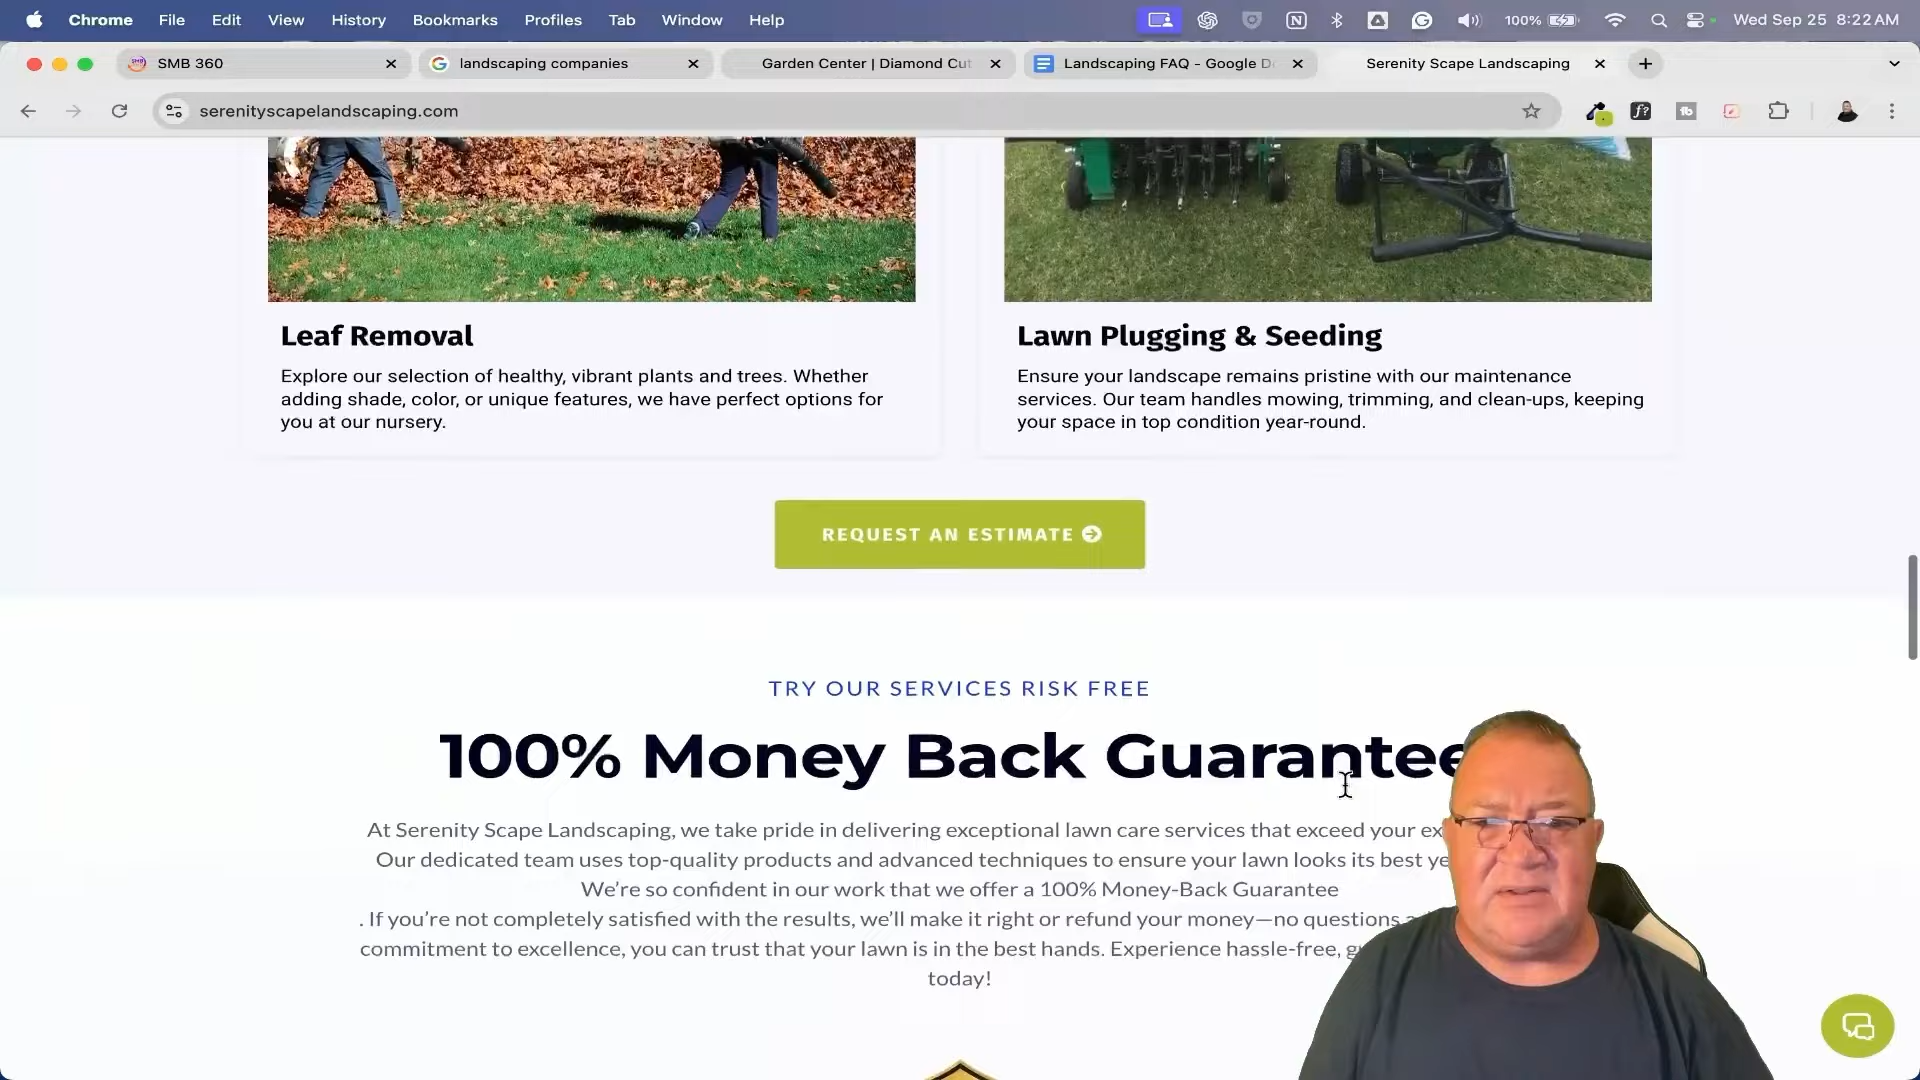 Chrome File Edit View History Bookmarks Profiles Tab Window Help 100% Wed Sep 25 8:22 AM
SMB 360 landscaping companies Garden Center | Diamond Cut Landscaping FAQ - Google Serenity Scape Landscaping
serenityscapelandscaping.com
Leaf Removal
Explore our selection of healthy, vibrant plants and trees. Whether
adding shade, color, or unique features, we have perfect options for
you at our nursery.
Lawn Plugging & Seeding
Ensure your landscape remains pristine with our maintenance
services. Our team handles mowing, trimming, and clean-ups, keeping
your space in top condition year-round.
REQUEST AN ESTIMATE
TRY OUR SERVICES RISK FREE
100% Money Back Guarantee
At Serenity Scape Landscaping, we take pride in delivering exceptional lawn care services that exceed your
Our dedicated team uses top-quality products and advanced techniques to ensure your lawn looks its best
We're so confident in our work that we offer a 100% Money-Back Guarantee
. If you're not completely satisfied with the results, we'll make it right or refund your money—no questions
commitment to excellence, you can trust that your lawn is in the best hands. Experience hassle-free,
today!